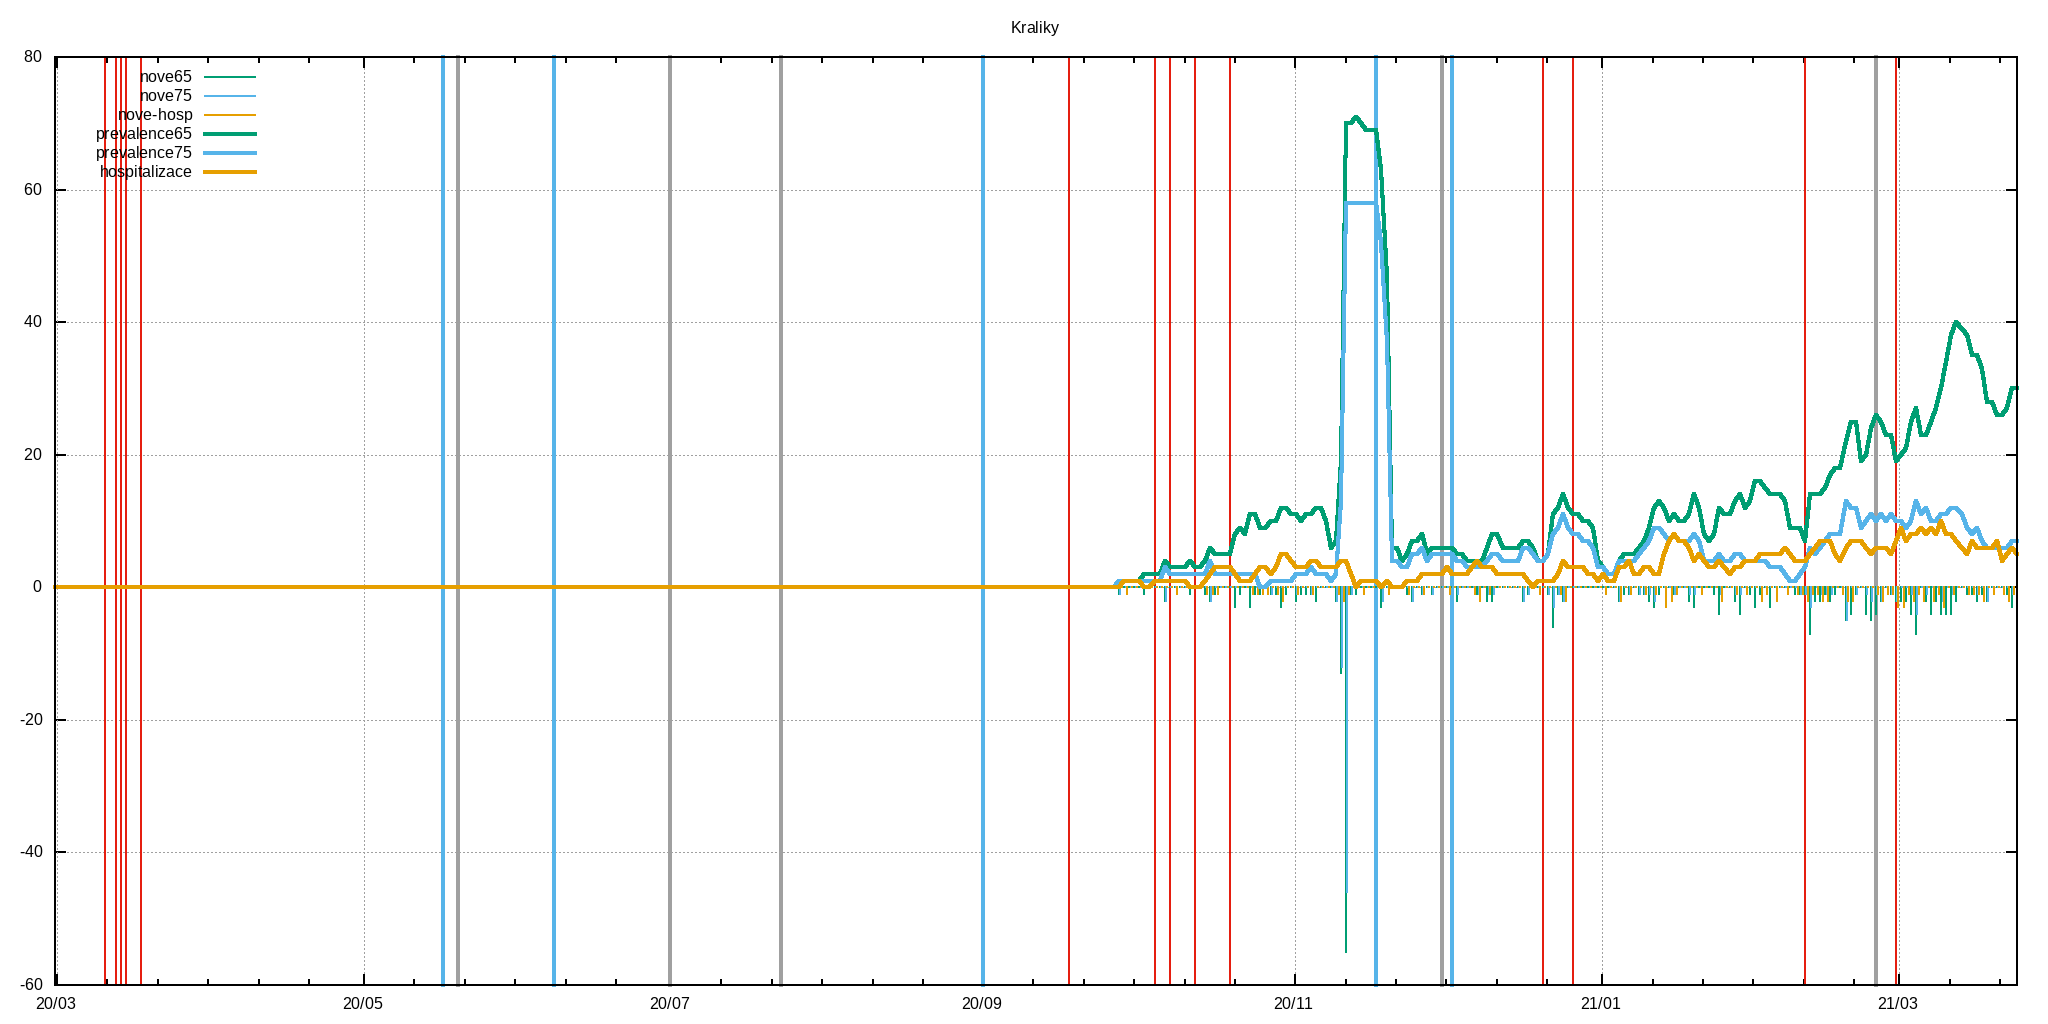 Kraliky
80
60
40
20
0
-20
-40
-60
nove65
nove75
nove-hosp
prevalence65
prevalence75
hospitalizace
20/03 20/05 20/07 20/09 20/11 21/01 21/03